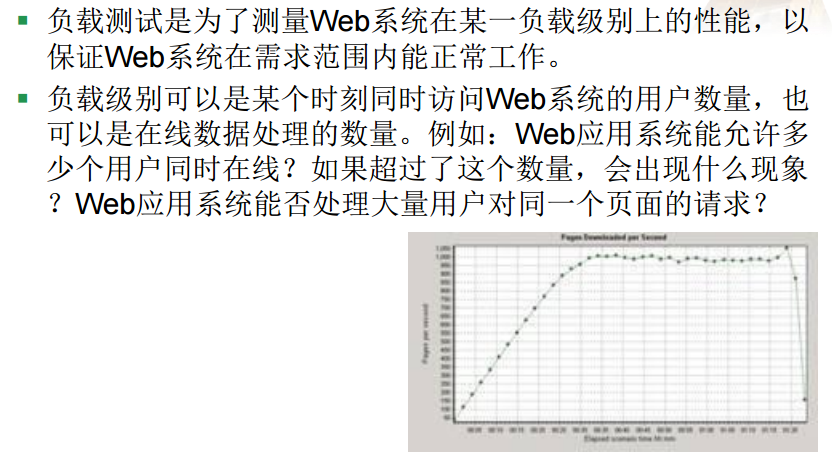 负载测试是为了测量Web系统在某一负载级别上的性能，以
保证Web系统在需求范围内能正常工作。
负载级别可以是某个时刻同时访问Web系统的用户数量，也
可以是在线数据处理的数量。例如：Web应用系统能允许多
少个用户同时在线？如果超过了这个数量，会出现什么现象
？Web应用系统能否处理大量用户对同一个页面的请求？
Pages Downloaded per Second
Pages per second
Elapsed scenario time hh:mm